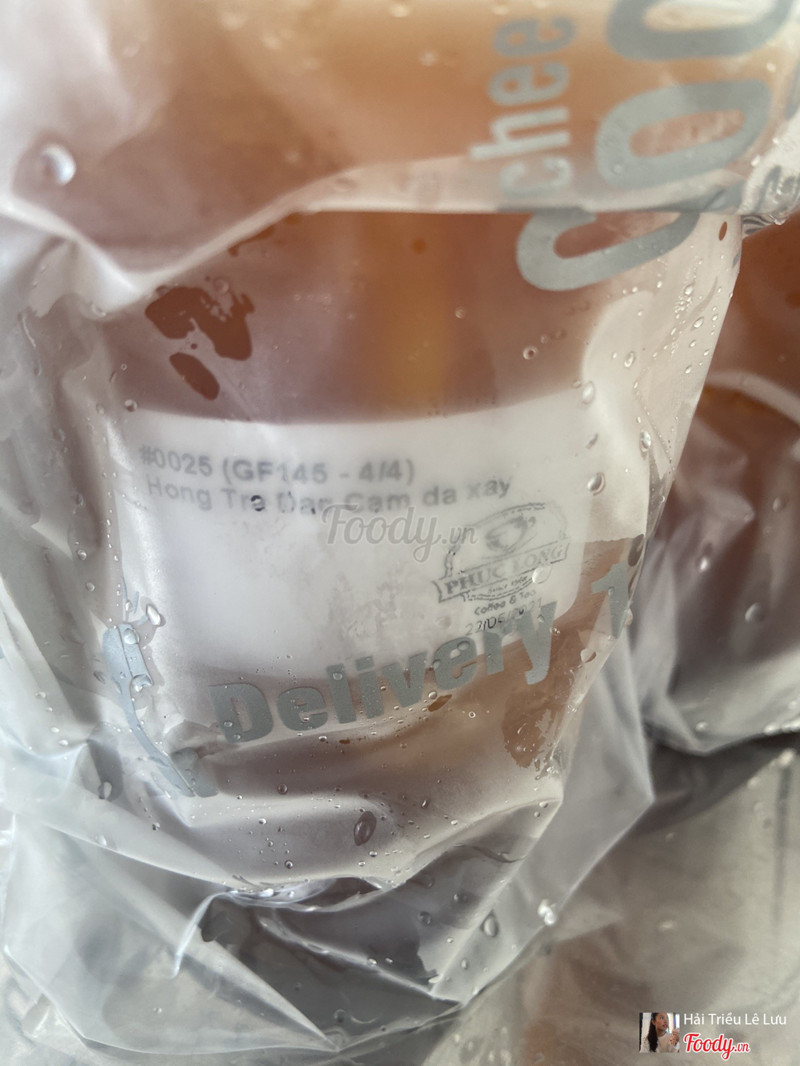 chee
#0025 (GF145 - 4/4)
Hong Tra Dao Cam da xay
Foody.vn
PHUC LONG
Coffee & Tea
Delivery 1
Hải Triều Lê Lưu
Foody.vn